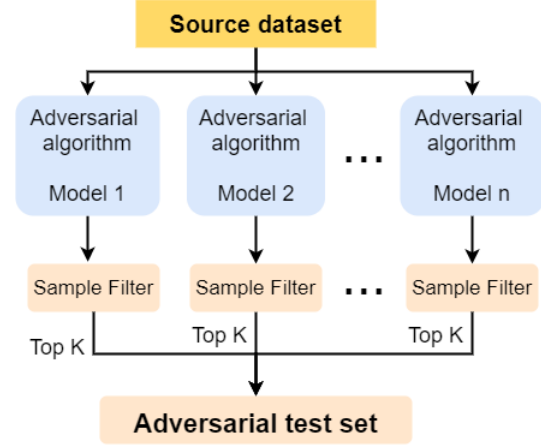 Source dataset
Adversarial
algorithm
Model 1
Adversarial
algorithm
Model 2
...
Adversarial
algorithm
Model n
Sample Filter
Sample Filter
...
Sample Filter
Top K
Top K
Top K
Adversarial test set